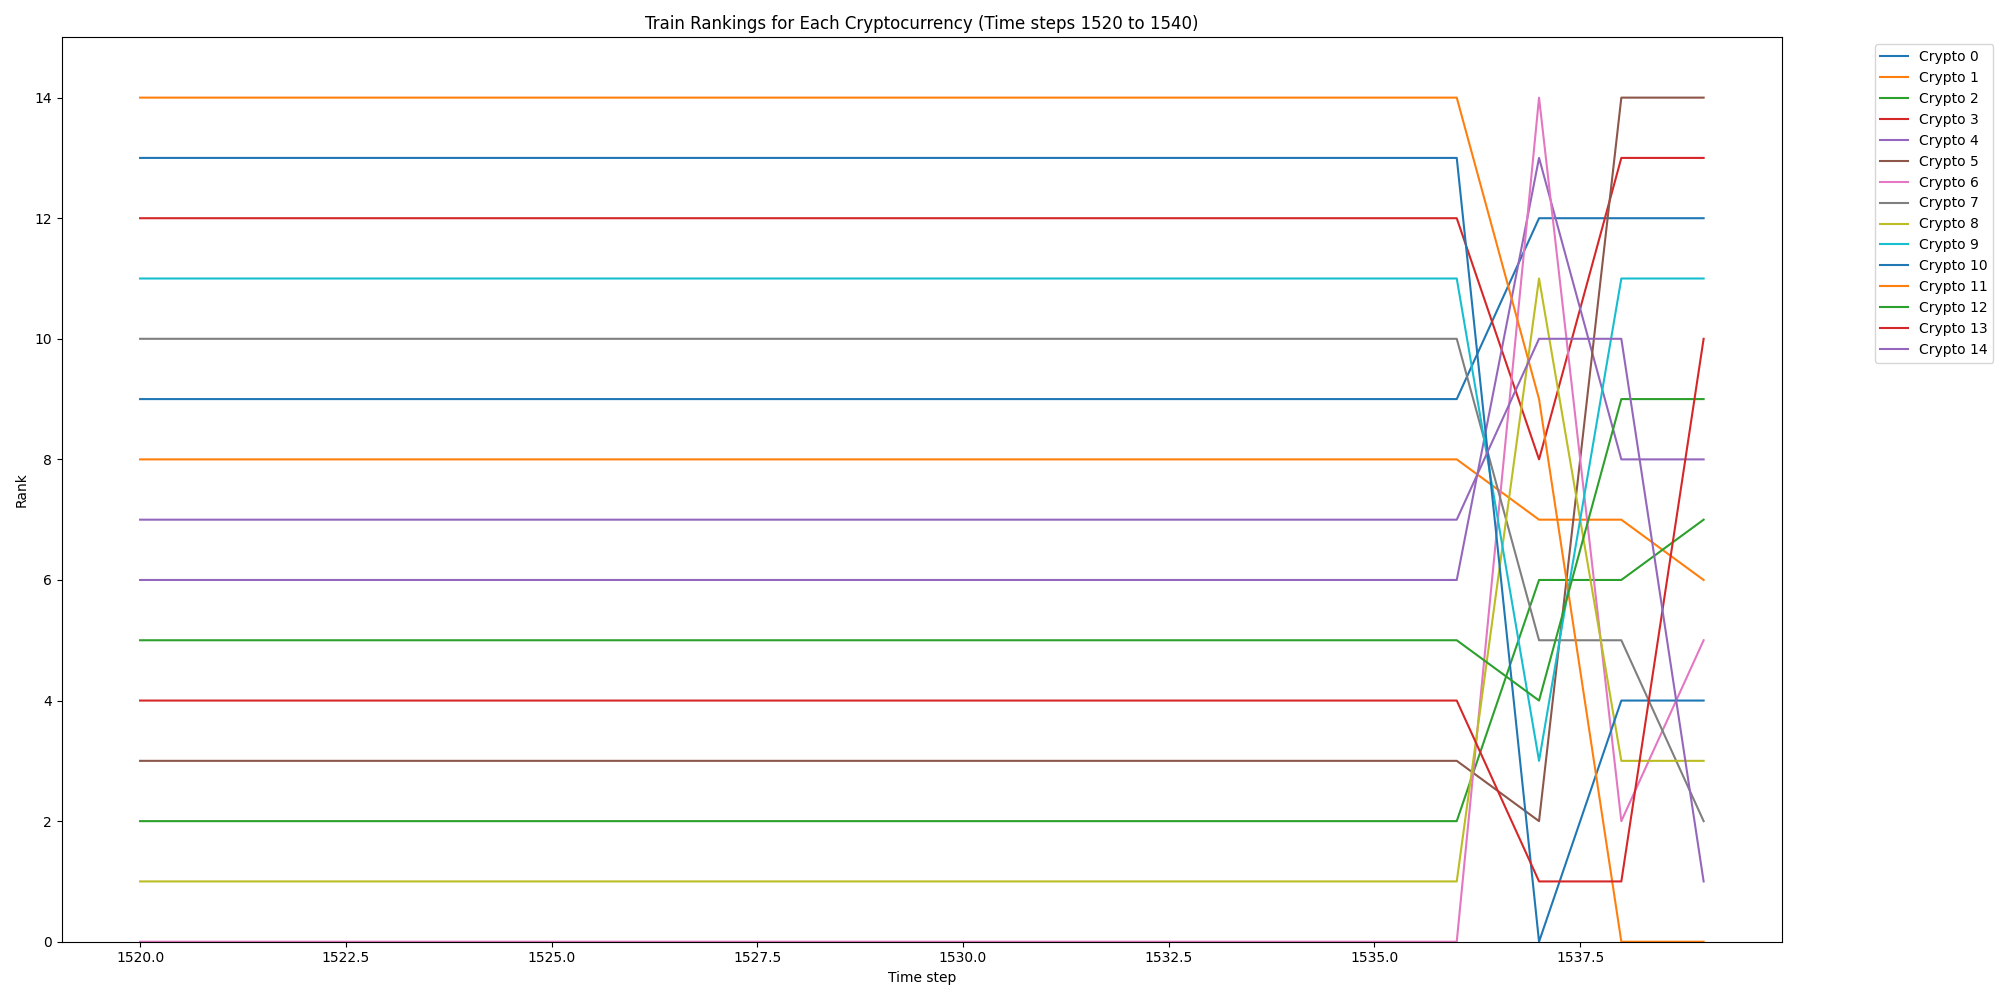 Train Rankings for Each Cryptocurrency (Time steps 1520 to 1540)
Rank
14
12
10
8
6
4
2
0
1520.0
1522.5
1525.0
1527.5
1530.0
1532.5
1535.0
1537.5
Time step
Crypto 0
Crypto 1
Crypto 2
Crypto 3
Crypto 4
Crypto 5
Crypto 6
Crypto 7
Crypto 8
Crypto 9
Crypto 10
Crypto 11
Crypto 12
Crypto 13
Crypto 14